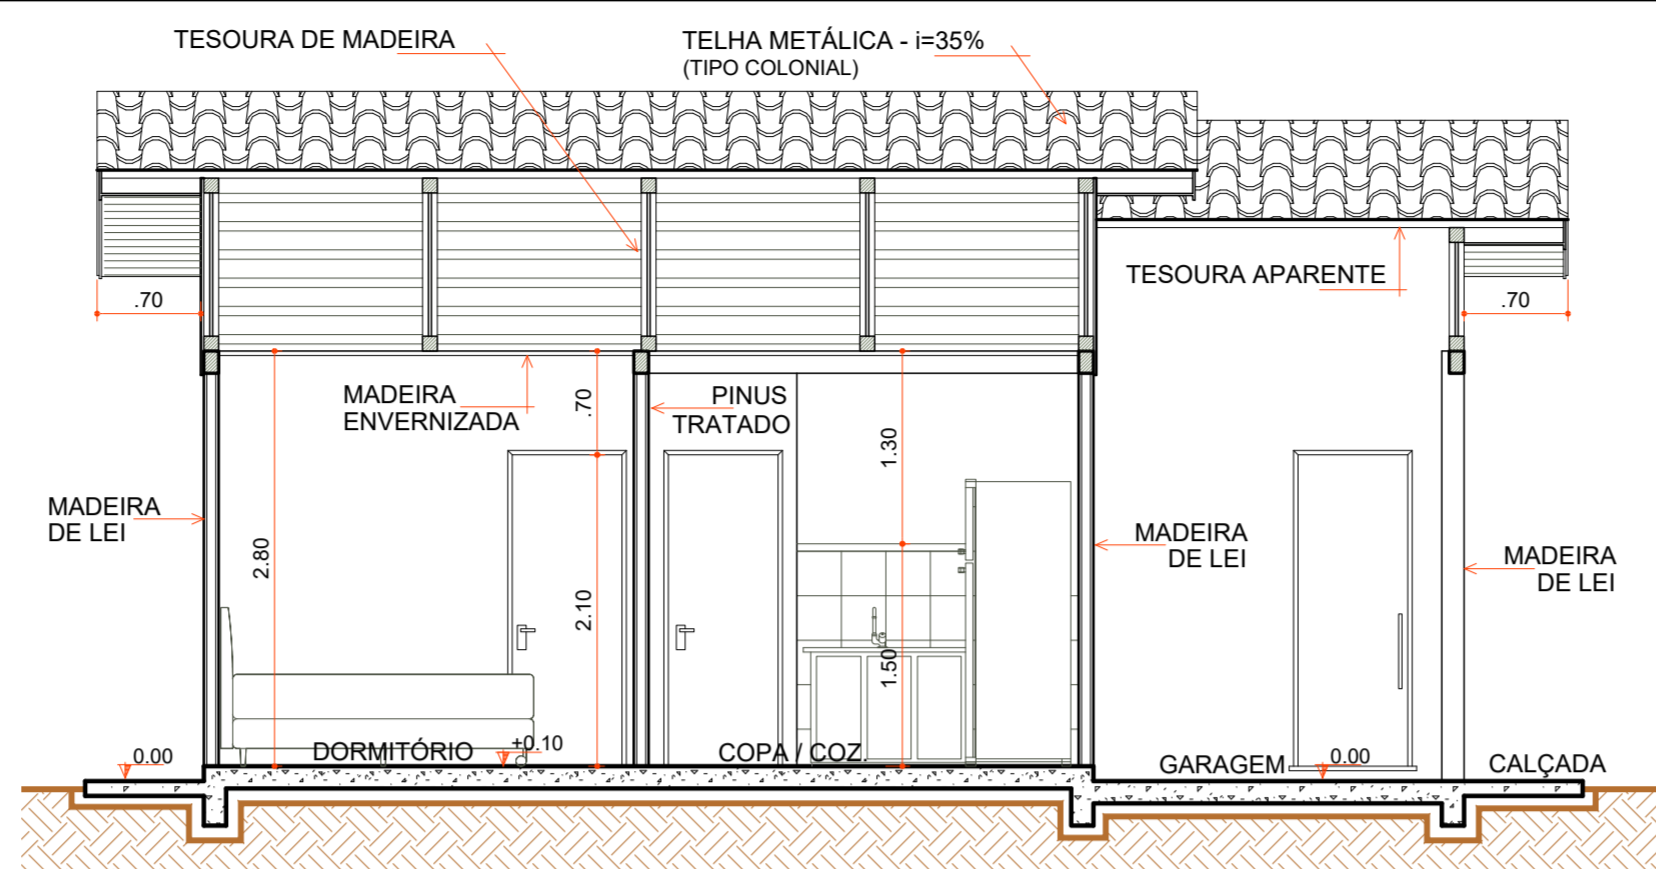 TESOURA DE MADEIRA
TELHA METÁLICA - i=35%
(TIPO COLONIAL)
TESOURA APARENTE
.70
.70
MADEIRA
ENVERNIZADA
.70
PINUS
TRATADO
1.30
MADEIRA
DE LEI
MADEIRA
DE LEI
MADEIRA
DE LEI
2.80
2.10
1.50
0.00
DORMITÓRIO
+0.10
COPA / COZ.
GARAGEM
0.00
CALÇADA